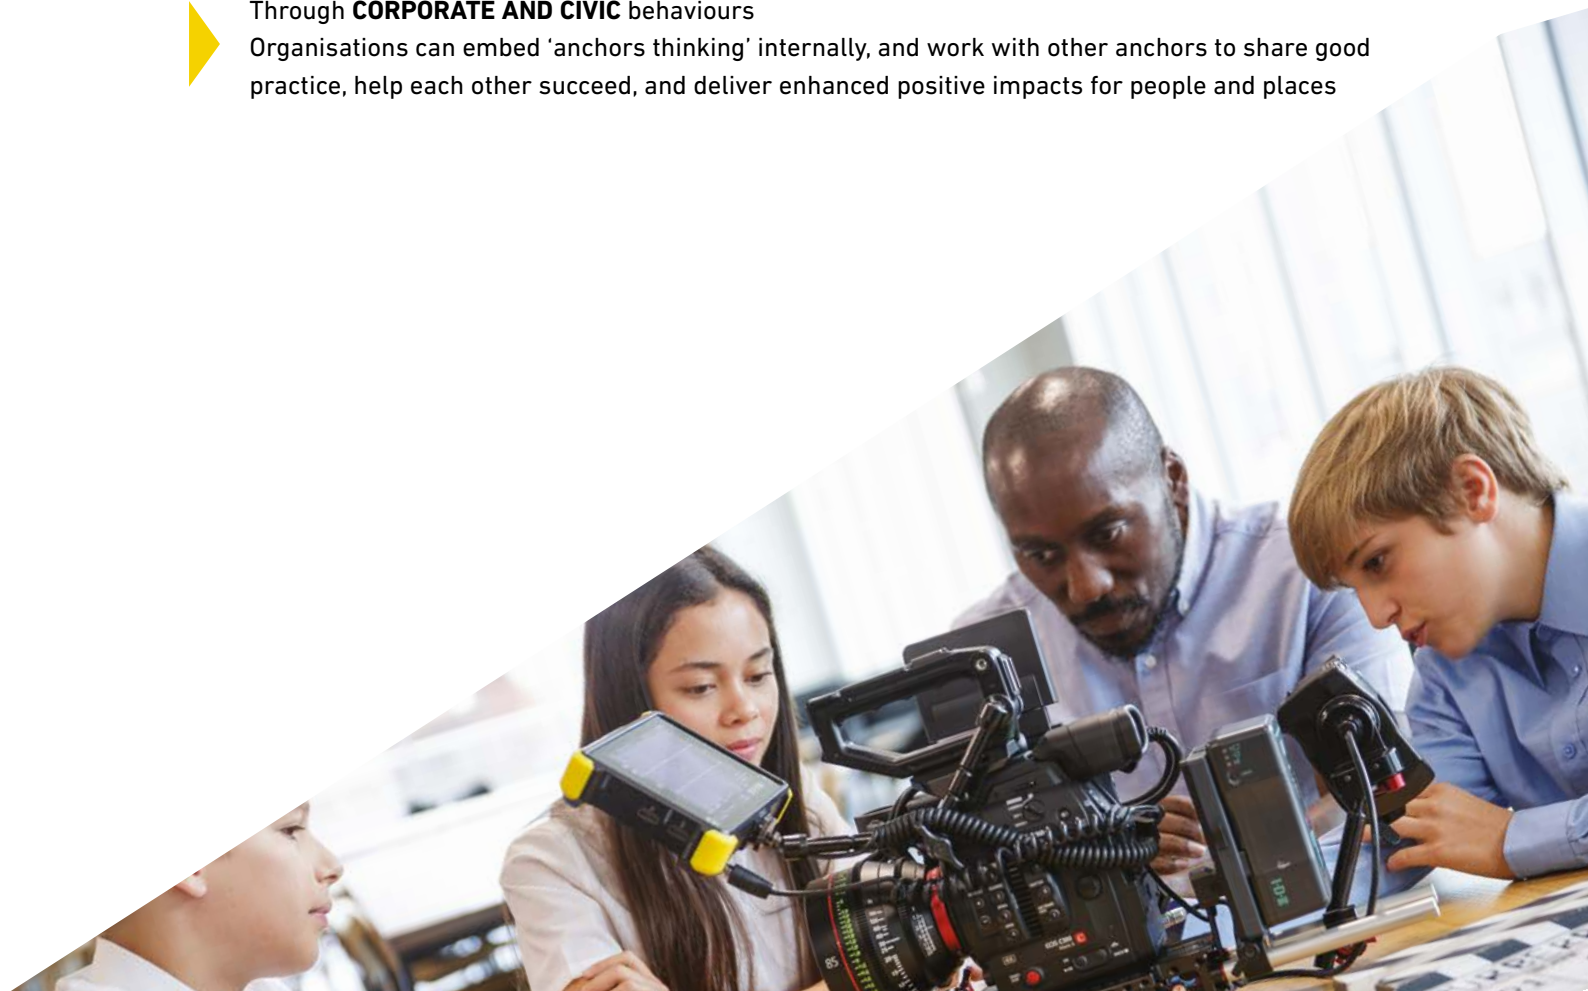 Through CORPORATE AND CIVIC behaviours
Organisations can embed ‘anchors thinking’ internally, and work with other anchors to share good
practice, help each other succeed, and deliver enhanced positive impacts for people and places
85